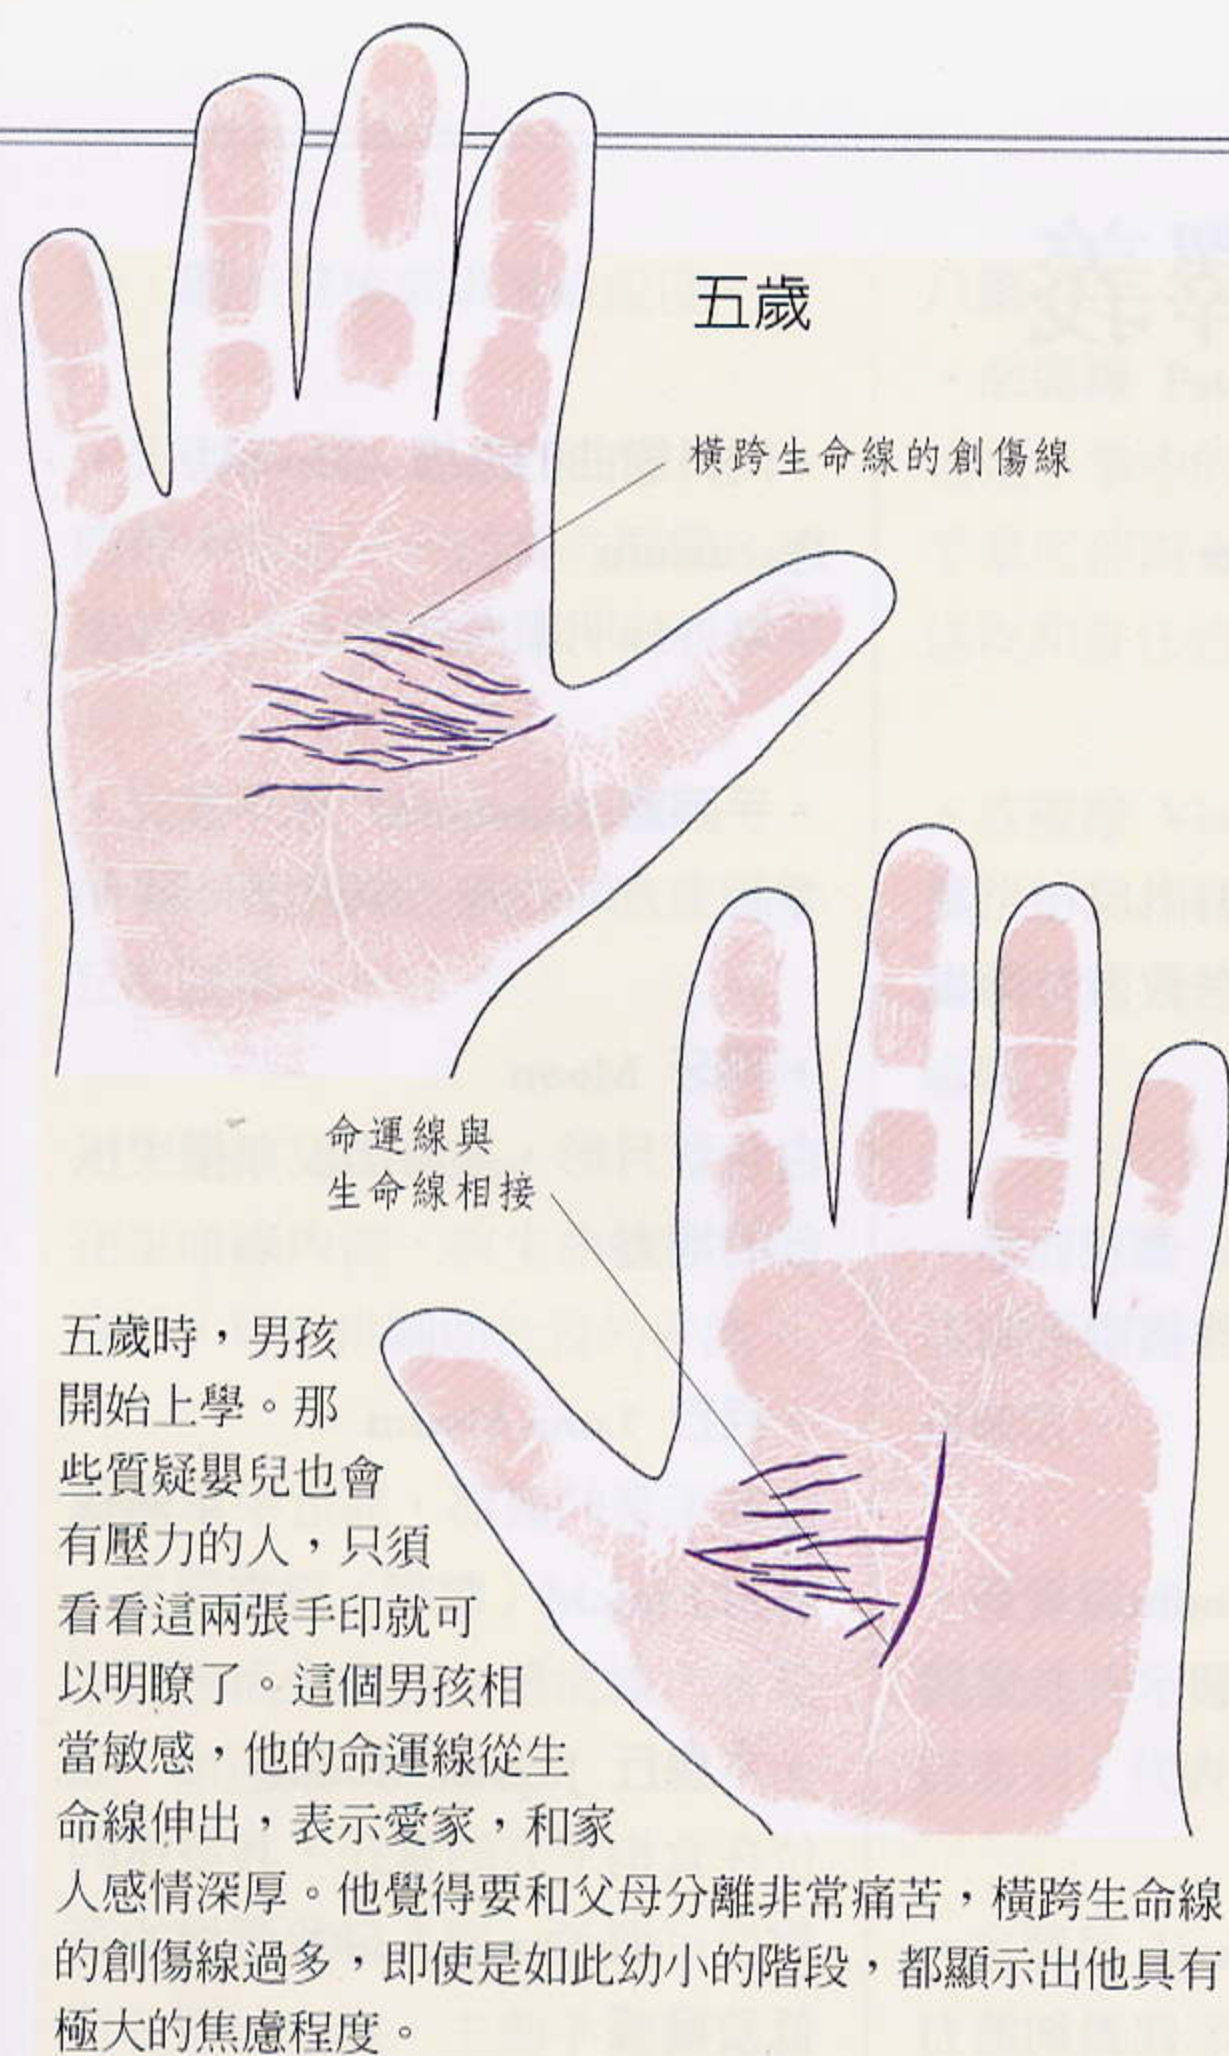 五歲
橫跨生命線的創傷線
命運線與
生命線相接
五歲時，男孩
開始上學。那
些質疑嬰兒也會
有壓力的人，只須
看看這兩張手印就可
以明瞭了。這個男孩相
當敏感，他的命運線從生
命線伸出，表示愛家，和家
人感情深厚。他覺得要和父母分離非常痛苦，橫跨生命線
的創傷線過多，即使是如此幼小的階段，都顯示出他具有
極大的焦慮程度。